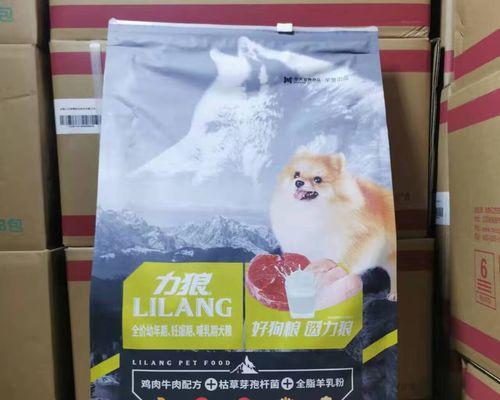 力狼
LILANG
全价幼年期、妊娠期、哺乳期犬粮
好狗粮 选力狼
LILANG PET FOOD
鸡肉牛肉配方+枯草芽孢杆菌+全脂羊乳粉
包
6